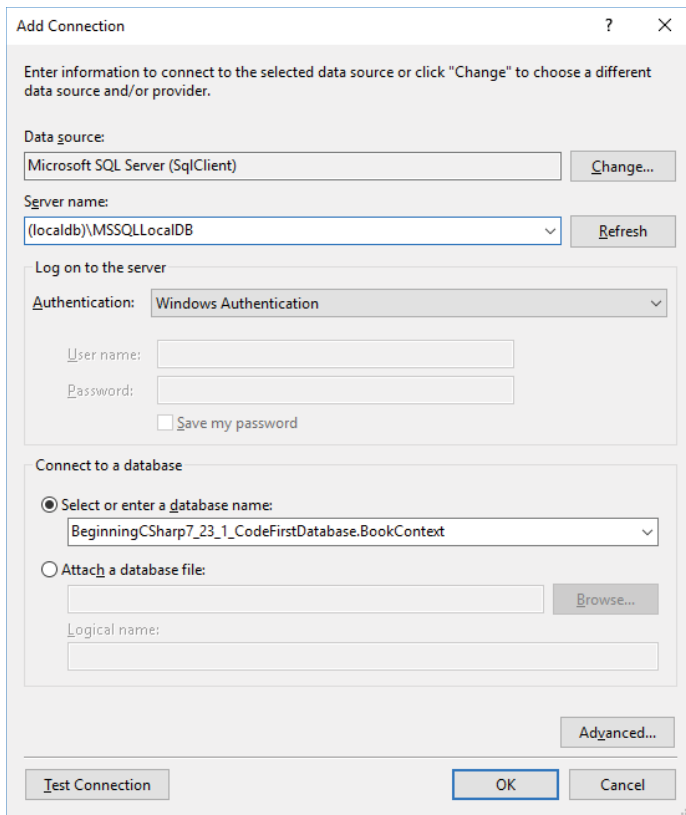 Add Connection
?
Enter information to connect to the selected data source or click "Change" to choose a different
data source and/or provider.
Data source:
Microsoft SQL Server (SqlClient)
Change...
Server name:
(localdb)\MSSQLLocalDB
Refresh
Log on to the server
Authentication:
Windows Authentication
User name:
Password:
Save my password
Connect to a database
Select or enter a database name:
BeginningCSharp7_23_1_CodeFirstDatabase.BookContext
Attach a database file:
Browse...
Logical name:
Advanced...
Test Connection
OK
Cancel